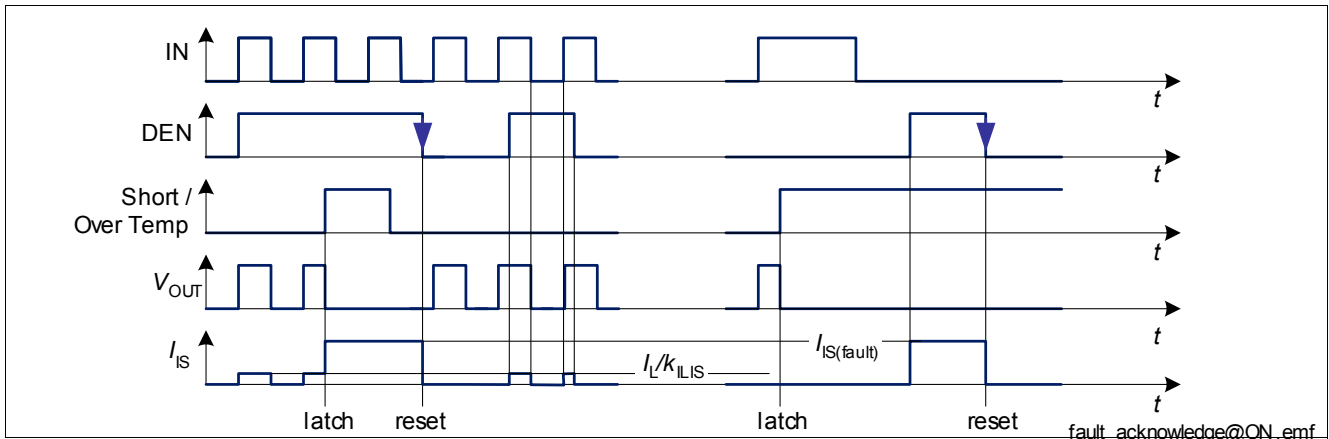 IN
t
DEN
t
Short /
Over Temp
t
VOUT
t
IIS
IL/kILIS
IIS(fault)
t
latch
reset
latch
reset
fault_acknowledge@ON.emf